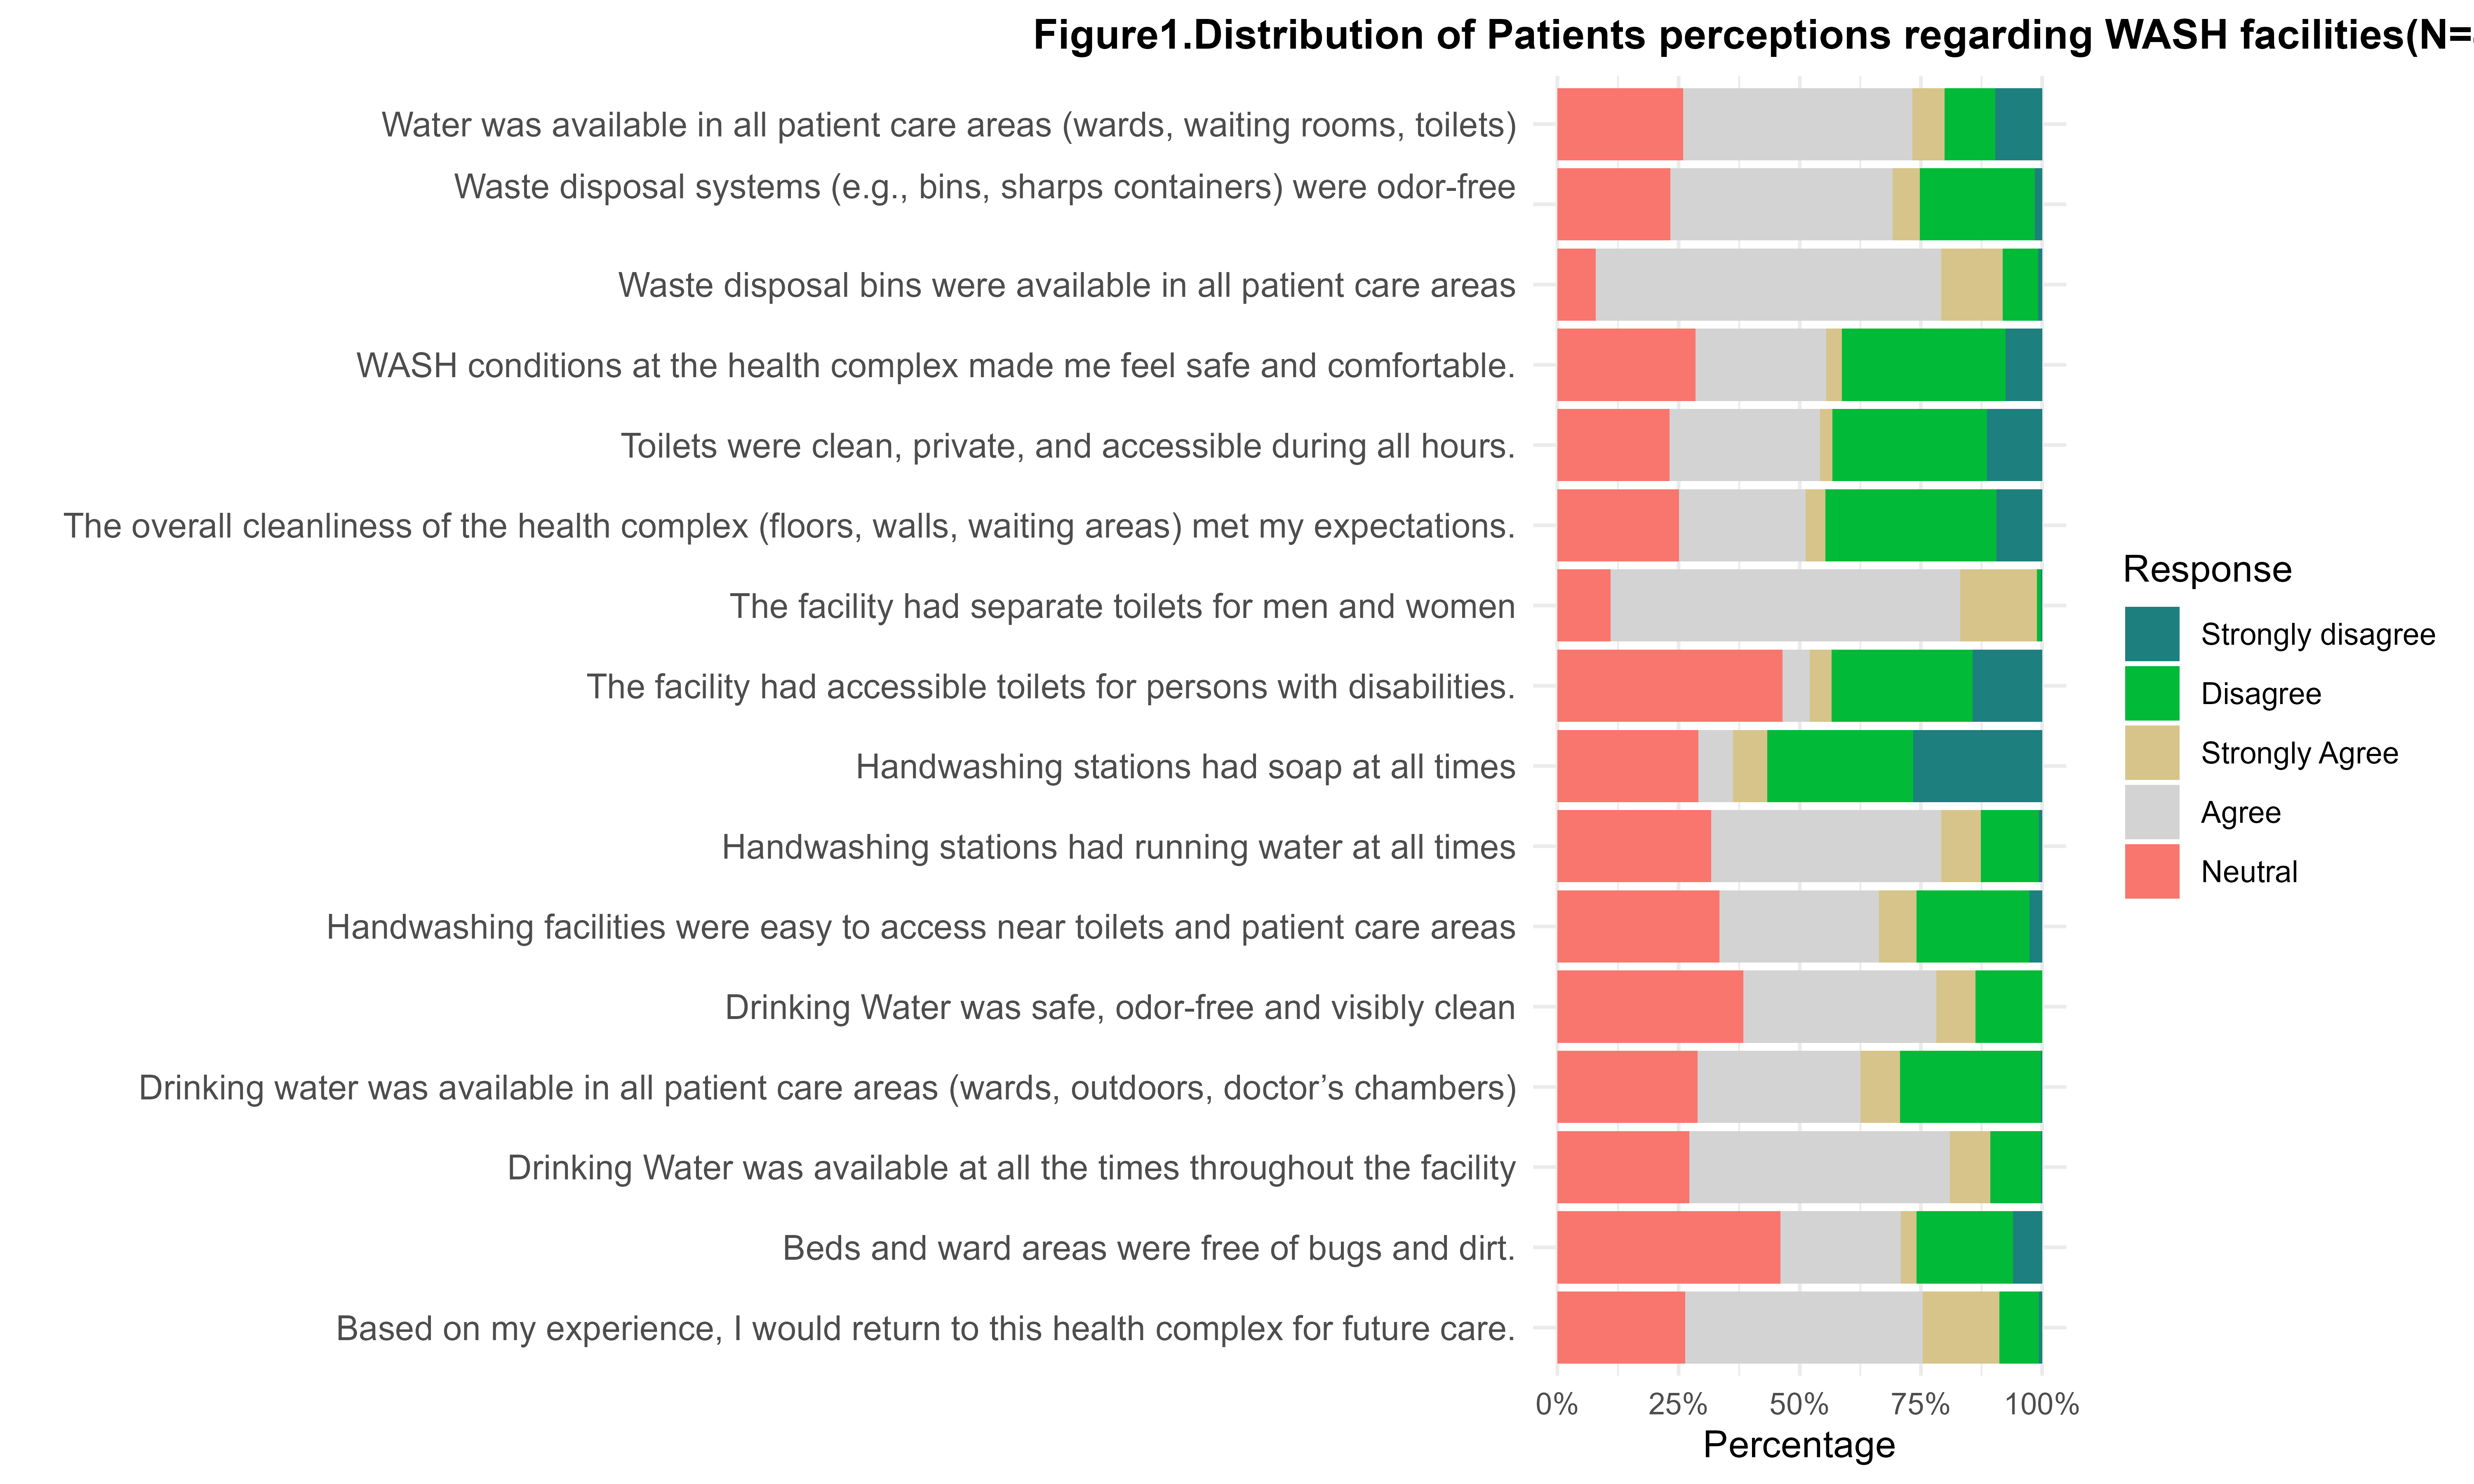 Figure1.Distribution of Patients perceptions regarding WASH facilities(N=
Water was available in all patient care areas (wards, waiting rooms, toilets)
Waste disposal systems (e.g., bins, sharps containers) were odor-free
Waste disposal bins were available in all patient care areas
WASH conditions at the health complex made me feel safe and comfortable.
Toilets were clean, private, and accessible during all hours.
The overall cleanliness of the health complex (floors, walls, waiting areas) met my expectations.
The facility had separate toilets for men and women
The facility had accessible toilets for persons with disabilities.
Handwashing stations had soap at all times
Handwashing stations had running water at all times
Handwashing facilities were easy to access near toilets and patient care areas
Drinking Water was safe, odor-free and visibly clean
Drinking water was available in all patient care areas (wards, outdoors, doctor’s chambers)
Drinking Water was available at all the times throughout the facility
Beds and ward areas were free of bugs and dirt.
Based on my experience, I would return to this health complex for future care.
0% 25% 50% 75% 100%
Percentage
Response
Strongly disagree
Disagree
Strongly Agree
Agree
Neutral